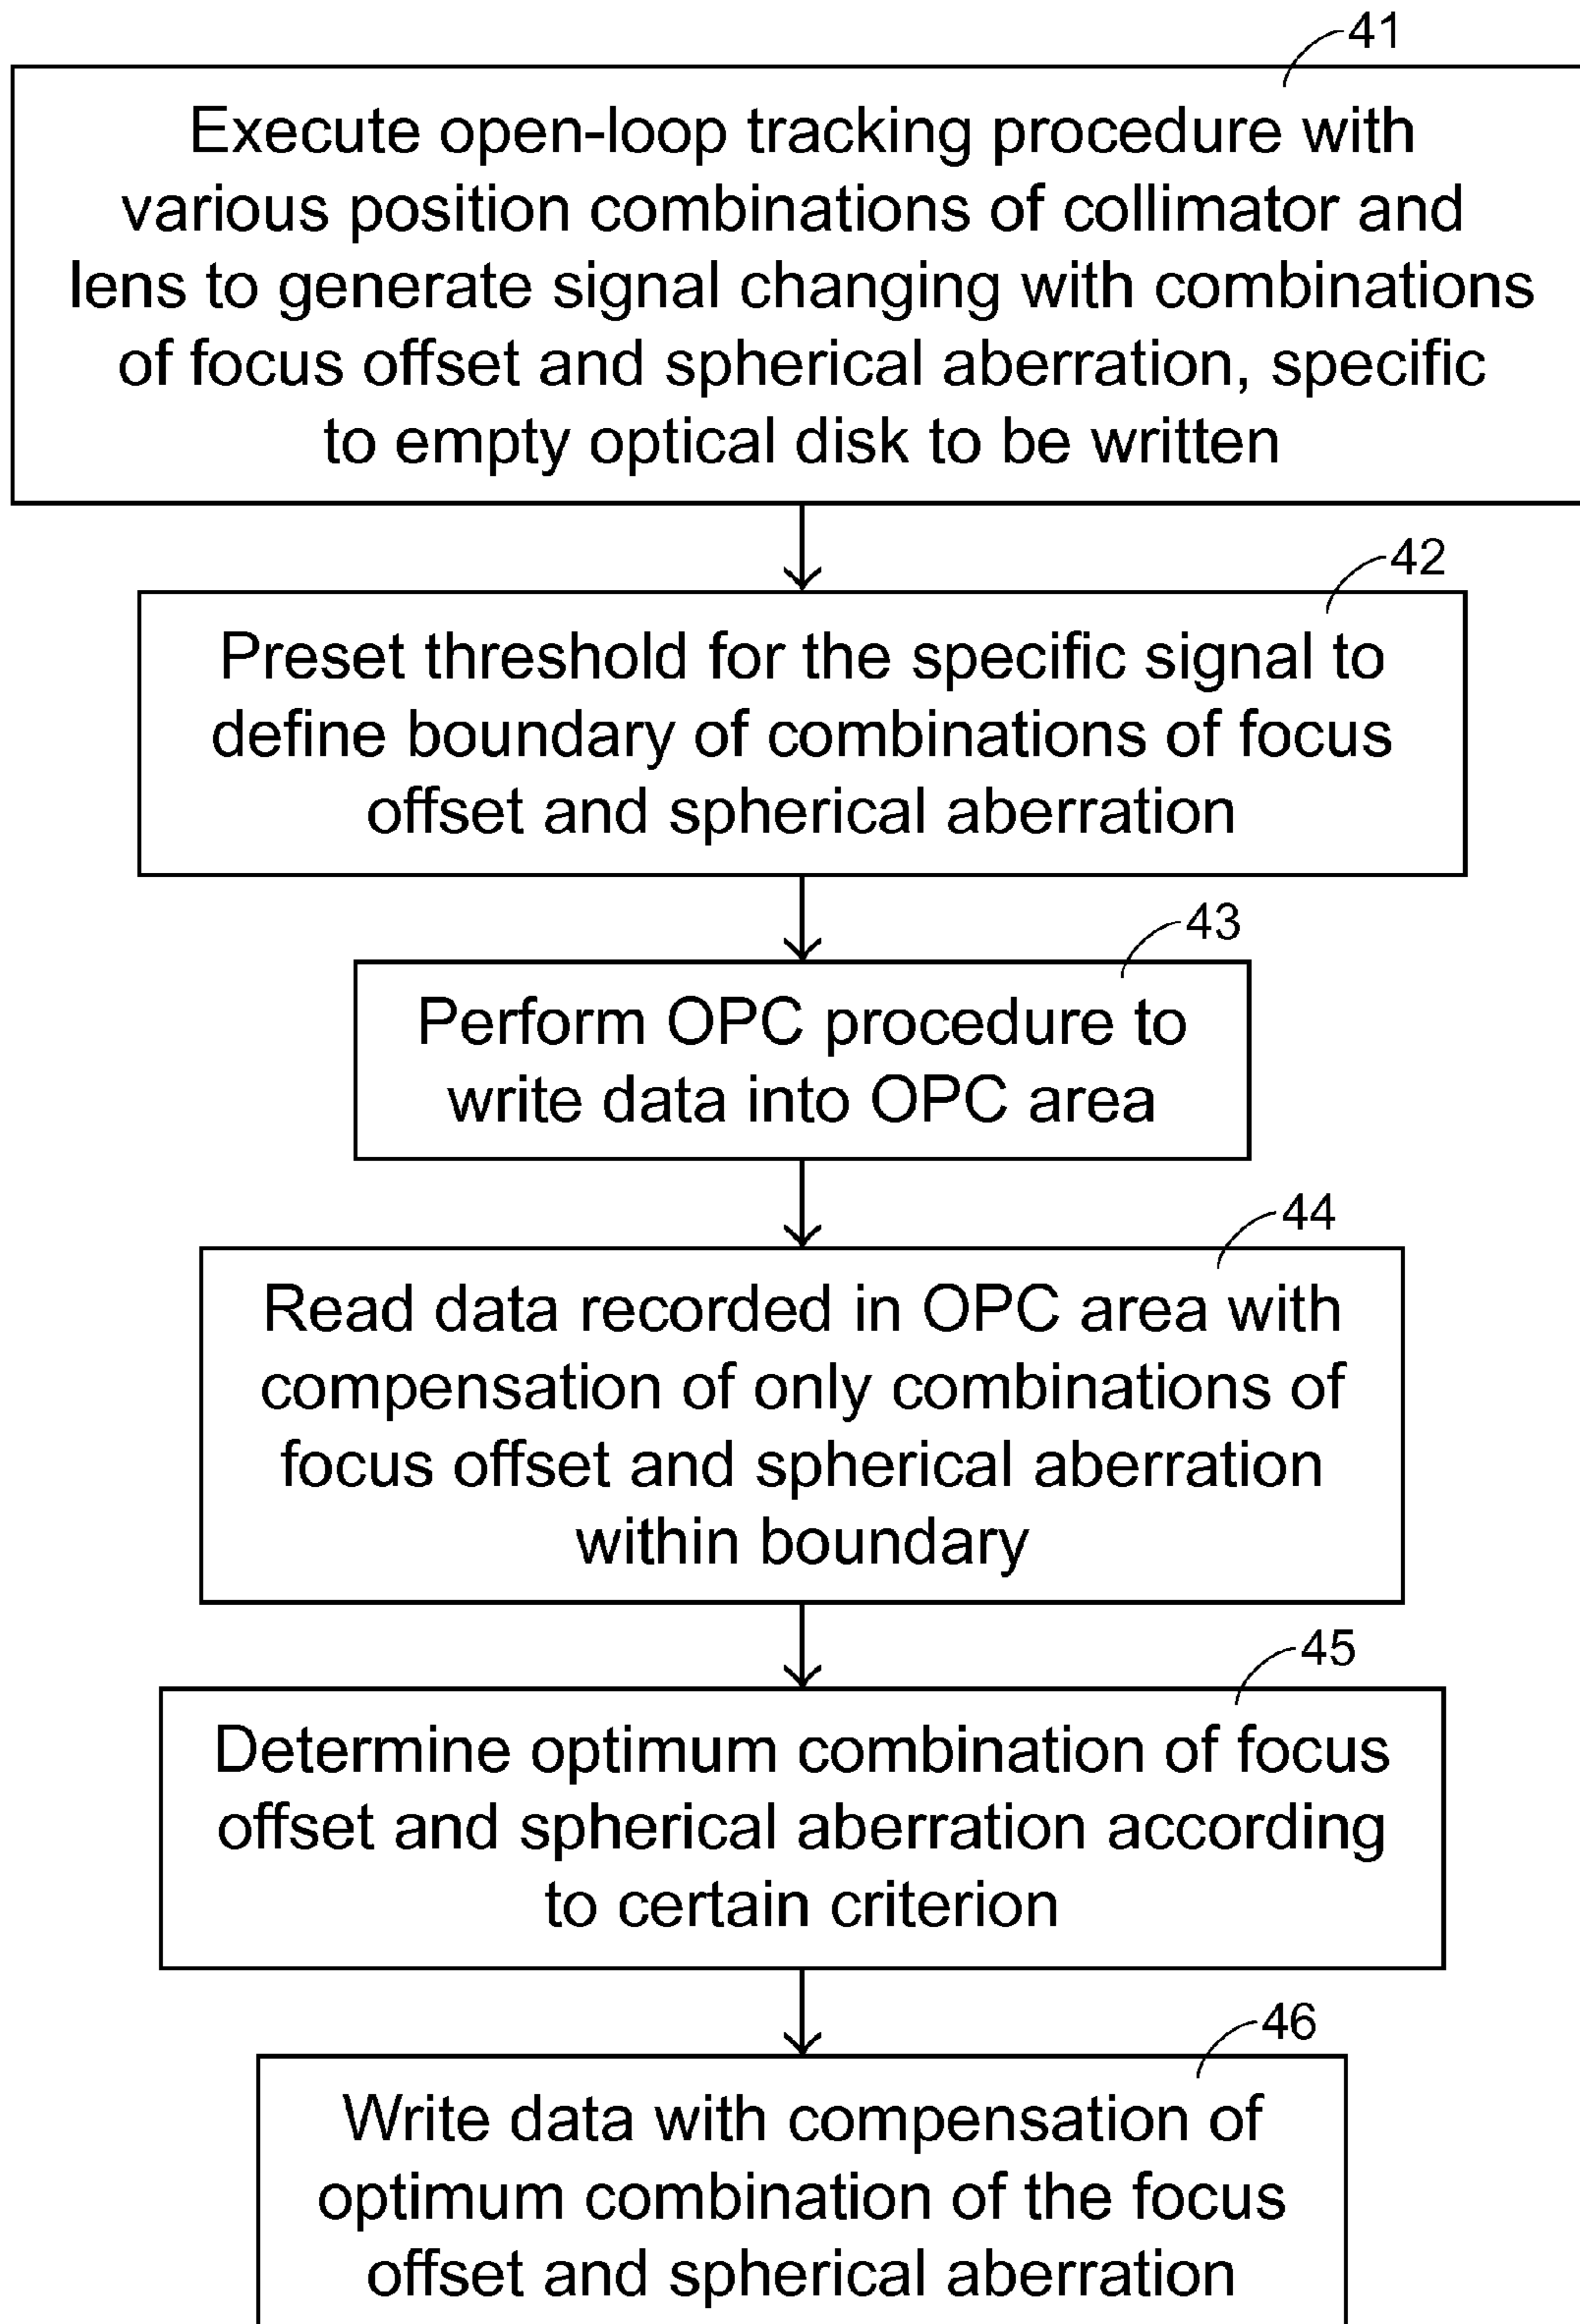 41
Execute open-loop tracking procedure with
various position combinations of collimator and
lens to generate signal changing with combinations
of focus offset and spherical aberration, specific
to empty optical disk to be written
42
Preset threshold for the specific signal to
define boundary of combinations of focus
offset and spherical aberration
43
Perform OPC procedure to
write data into OPC area
44
Read data recorded in OPC area with
compensation of only combinations of
focus offset and spherical aberration
within boundary
45
Determine optimum combination of focus
offset and spherical aberration according
to certain criterion
46
Write data with compensation of
optimum combination of the focus
offset and spherical aberration